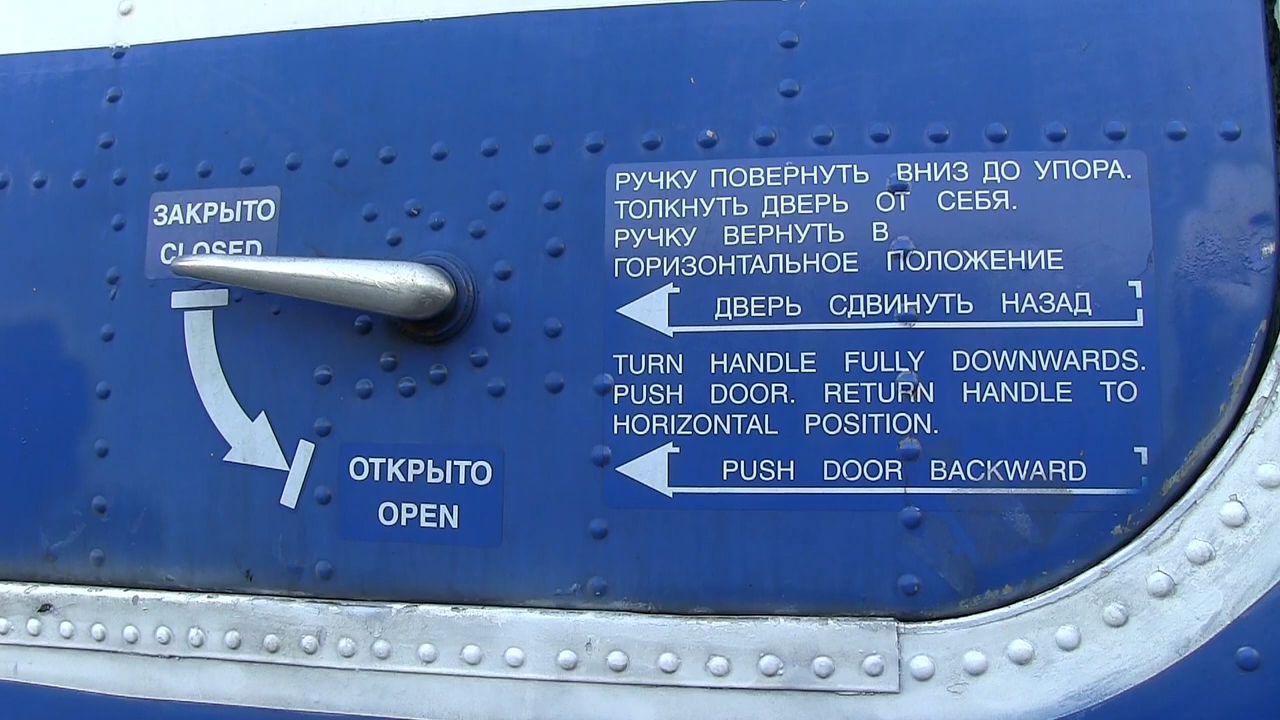 ЗАКРЫТО
CLOSED
ОТКРЫТО
OPEN
РУЧКУ ПОВЕРНУТЬ ВНИЗ ДО УПОРА.
ТОЛКНУТЬ ДВЕРЬ ОТ СЕБЯ.
РУЧКУ ВЕРНУТЬ В
ГОРИЗОНТАЛЬНОЕ ПОЛОЖЕНИЕ
ДВЕРЬ СДВИНУТЬ НАЗАД
TURN HANDLE FULLY DOWNWARDS.
PUSH DOOR. RETURN HANDLE TO
HORIZONTAL POSITION.
PUSH DOOR BACKWARD